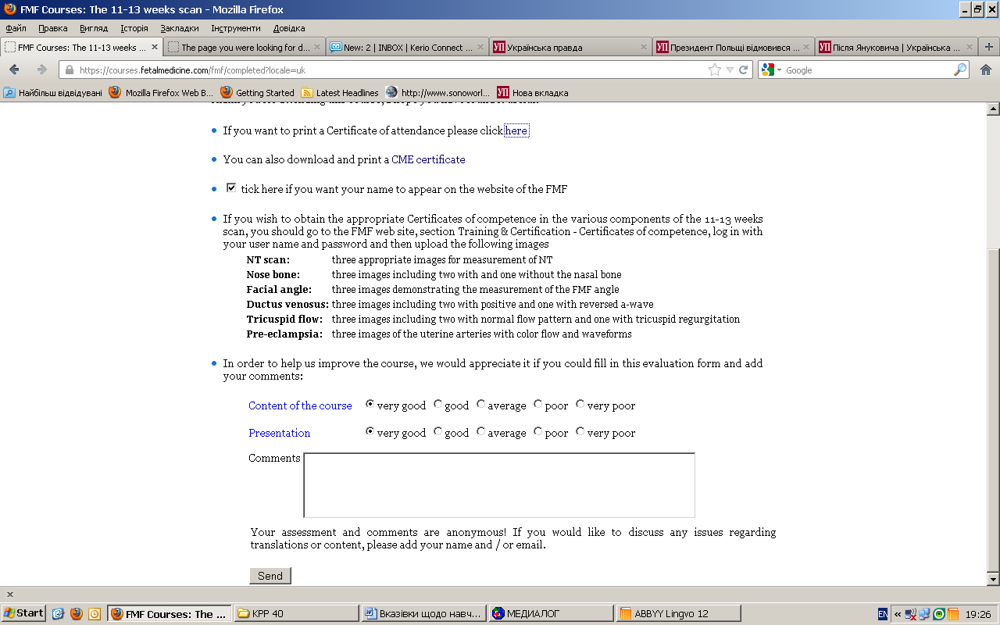 FMF Courses: The 11-13 weeks scan - Mozilla Firefox
Файл Правка Вигляд Історія Закладки Інструменти Довідка
FMF Courses: The 11-13 weeks ... The page you were looking for d... New: 2 | INBOX | Kerio Connect ... УП Українська правда УП Президент Польщі відмовився ... УП Після Януковича | Українська ...
https://courses.fetalmedicine.com/fmf/completed?locale=uk Google
Найбільш відвідувані Mozilla Firefox Web B... Getting Started Latest Headlines http://www.sonoworl... УП Нова вкладка
If you want to print a Certificate of attendance please click here
You can also download and print a CME certificate
tick here if you want your name to appear on the website of the FMF
If you wish to obtain the appropriate Certificates of competence in the various components of the 11-13 weeks
scan, you should go to the FMF web site, section Training & Certification - Certificates of competence, log in with
your user name and password and then upload the following images
NT scan: three appropriate images for measurement of NT
Nose bone: three images including two with and one without the nasal bone
Facial angle: three images demonstrating the measurement of the FMF angle
Ductus venosus: three images including two with positive and one with reversed a-wave
Tricuspid flow: three images including two with normal flow pattern and one with tricuspid regurgitation
Pre-eclampsia: three images of the uterine arteries with color flow and waveforms
In order to help us improve the course, we would appreciate it if you could fill in this evaluation form and add
your comments:
Content of the course very good good average poor very poor
Presentation very good good average poor very poor
Comments
Your assessment and comments are anonymous! If you would like to discuss any issues regarding
translations or content, please add your name and / or email.
Send
Start FMF Courses: The ... КРР 40 Вказівки щодо навч... МЕДИАЛОГ ABBYY Lingvo 12 EN « 19:26